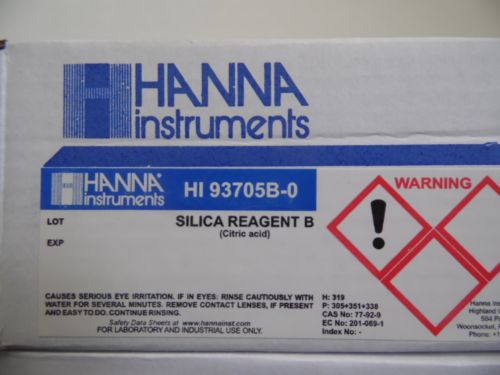 HANNA
instruments
HANNA®
instruments
HI 93705B-0
WARNING
LOT
SILICA REAGENT B
(Citric acid)
EXP
CAUSES SERIOUS EYE IRRITATION. IF IN EYES: RINSE CAUTIOUSLY WITH
WATER FOR SEVERAL MINUTES. REMOVE CONTACT LENSES, IF PRESENT
AND EASY TO DO. CONTINUE RINSING.
Safety Data Sheets at www.hannainst.com
FOR LABORATORY AND INDUSTRIAL USE ONLY.
H: 319
P: 305+351+338
CAS No: 77-92-9
EC No: 201-069-1
Index No: -
Hanna
Highland
584 P
Woonsocket,
Phone: +1